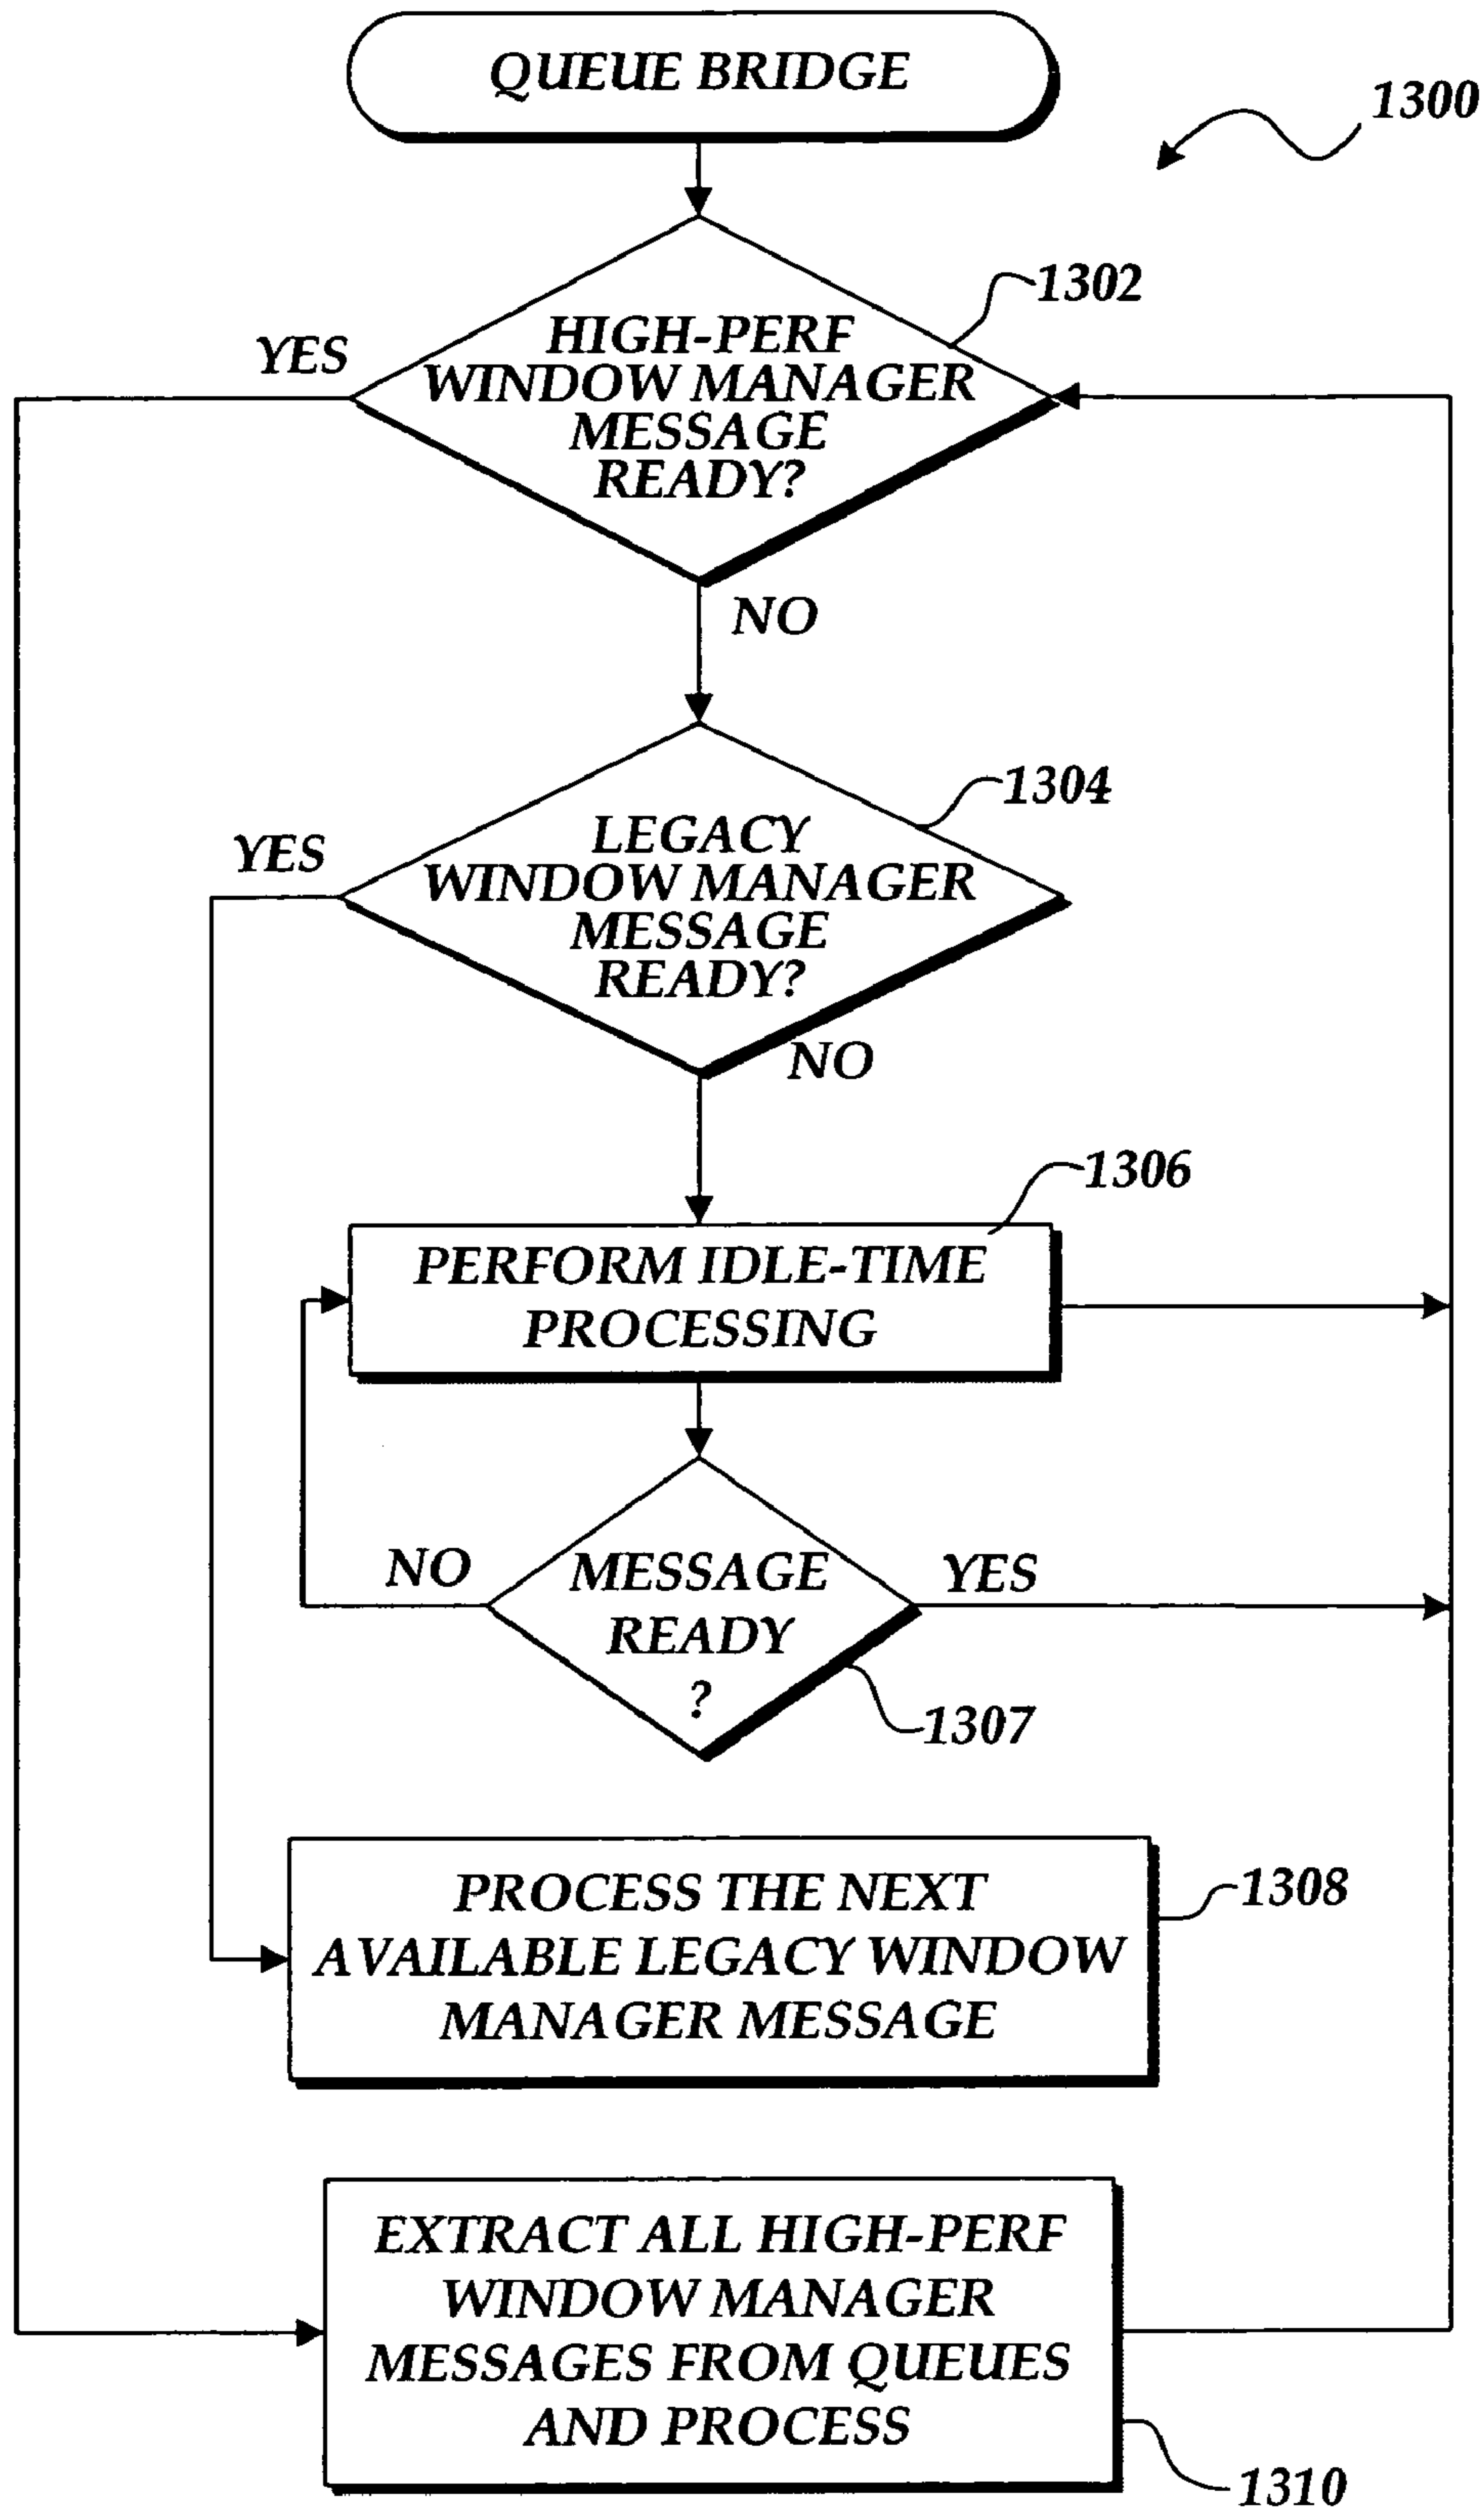 QUEUE BRIDGE
1300
1302
YES
HIGH-PERF
WINDOW MANAGER
MESSAGE
READY?
NO
1304
YES
LEGACY
WINDOW MANAGER
MESSAGE
READY?
NO
1306
PERFORM IDLE-TIME
PROCESSING
NO
MESSAGE
READY
?
YES
1307
PROCESS THE NEXT
AVAILABLE LEGACY WINDOW
MANAGER MESSAGE
1308
EXTRACT ALL HIGH-PERF
WINDOW MANAGER
MESSAGES FROM QUEUES
AND PROCESS
1310